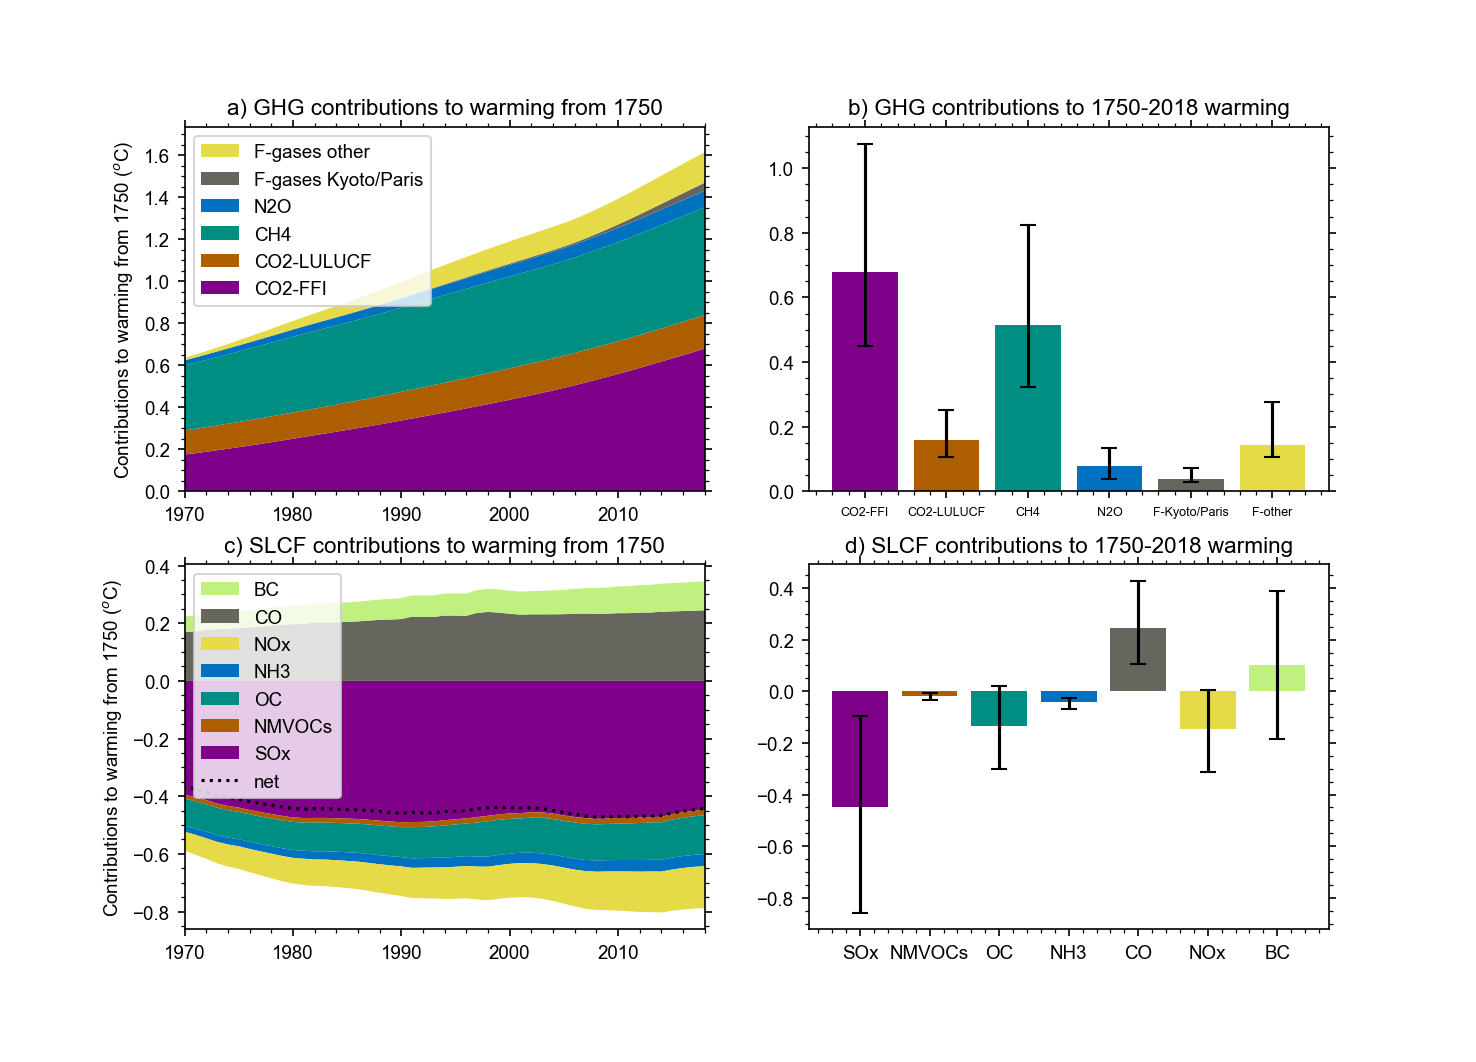 a) GHG contributions to warming from 1750
Contributions to warming from 1750 (°C)
1.6
1.4
1.2
1.0
0.8
0.6
0.4
0.2
0.0
F-gases other
F-gases Kyoto/Paris
N2O
CH4
CO2-LULUCF
CO2-FFI
1970 1980 1990 2000 2010
b) GHG contributions to 1750-2018 warming
1.0
0.8
0.6
0.4
0.2
0.0
CO2-FFI CO2-LULUCF CH4 N2O F-Kyoto/Paris F-other
c) SLCF contributions to warming from 1750
Contributions to warming from 1750 (°C)
0.4
0.2
0.0
−0.2
−0.4
−0.6
−0.8
BC
CO
NOx
NH3
OC
NMVOCs
SOx
net
1970 1980 1990 2000 2010
d) SLCF contributions to 1750-2018 warming
0.4
0.2
0.0
−0.2
−0.4
−0.6
−0.8
SOx NMVOCs OC NH3 CO NOx BC